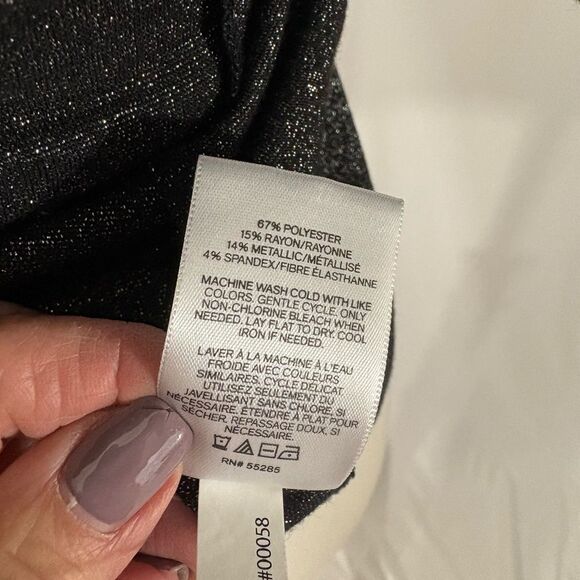 67% POLYESTER
15% RAYON/RAYONNE
14% METALLIC/MÉTALLISÉ
4% SPANDEX/FIBRE ÉLASTHANNE
MACHINE WASH COLD WITH LIKE
COLORS. GENTLE CYCLE. ONLY
NON-CHLORINE BLEACH WHEN
NEEDED. LAY FLAT TO DRY. COOL
IRON IF NEEDED.
LAVER À LA MACHINE À L'EAU
FROIDE AVEC COULEURS
SIMILAIRES. CYCLE DÉLICAT.
UTILISEZ SEULEMENT DU
JAVELLISANT SANS CHLORE, SI
NÉCESSAIRE. ÉTENDRE À PLAT POUR
SÉCHER. REPASSAGE DOUX, SI
NÉCESSAIRE.
RN# 55285
#00058